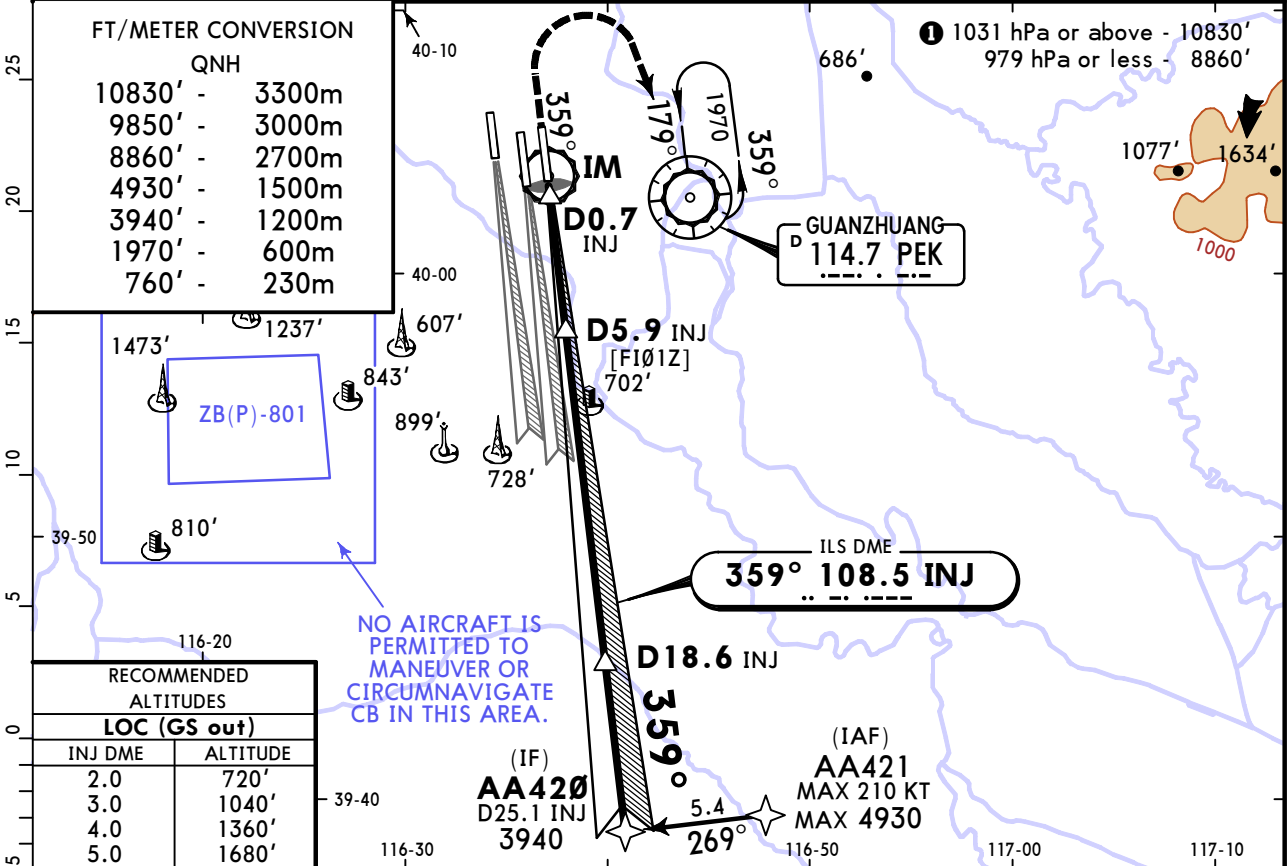 FT/METER CONVERSION
QNH
10830' - 3300m
9850' - 3000m
8860' - 2700m
4930' - 1500m
3940' - 1200m
1970' - 600m
760' - 230m
40-10
❶ 1031 hPa or above - 10830'
979 hPa or less - 8860'
686'
359°
179°
1970
359°
1077'
1634'
1000
IM
D0.7
INJ
GUANZHUANG
D 114.7 PEK
40-00
25
20
15
10
5
0
5
1237'
607'
1473'
843'
ZB(P)-801
899'
728'
810'
39-50
D5.9 INJ
[FIØ1Z]
702'
ILS DME
359° 108.5 INJ
NO AIRCRAFT IS
PERMITTED TO
MANEUVER OR
CIRCUMNAVIGATE
CB IN THIS AREA.
116-20
D18.6 INJ
359°
RECOMMENDED
ALTITUDES
LOC (GS out)
INJ DME ALTITUDE
2.0 720'
3.0 1040'
4.0 1360'
5.0 1680'
39-40
(IF)
AA42Ø
D25.1 INJ
3940
5.4
269°
(IAF)
AA421
MAX 210 KT
MAX 4930
116-30
116-50
117-00
117-10